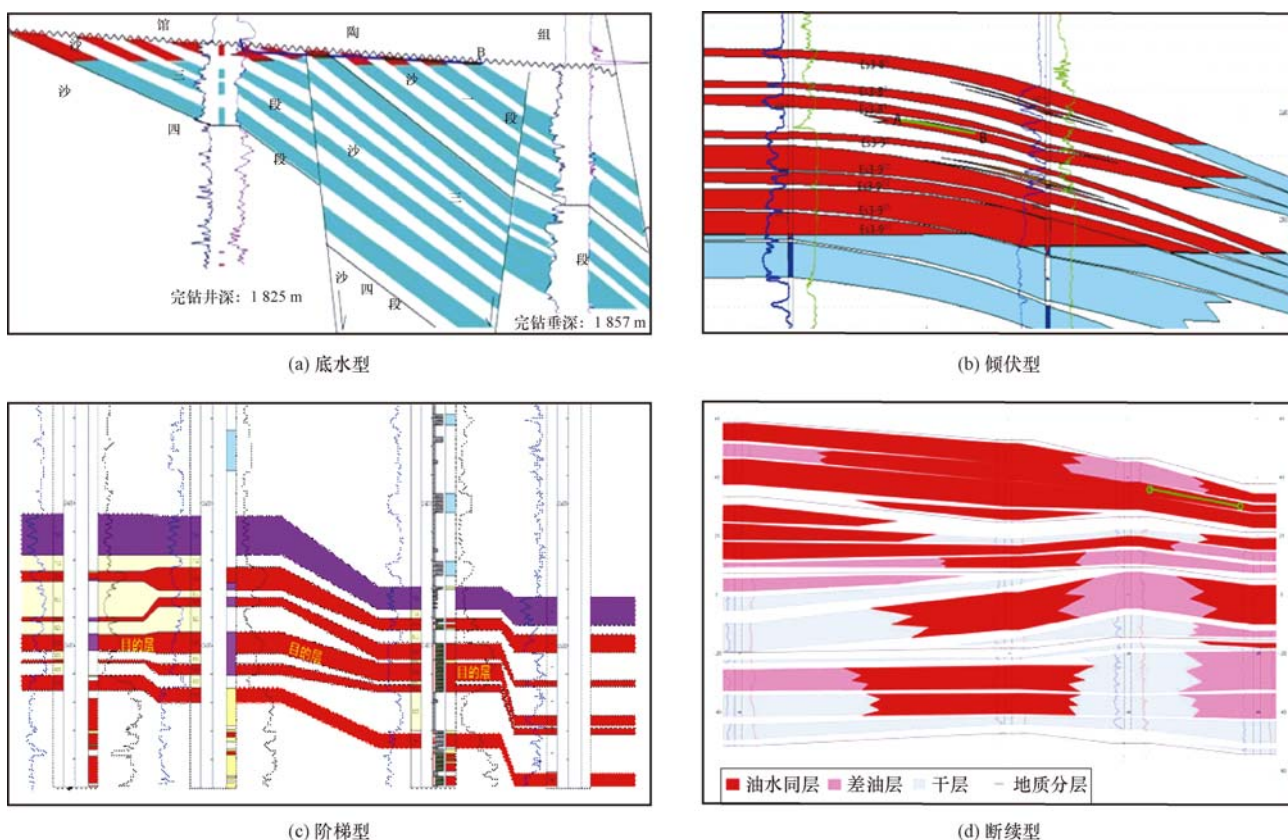 馆 陶 组
B
沙 三 段
沙 四 段
沙 一 段
沙 三 段
沙 四 段
完钻井深：1 825 m
完钻垂深：1 857 m
(a) 底水型
A
B
(b) 倾伏型
目的层
目的层
目的层
(c) 阶梯型
油水同层 差油层 干层 地质分层
(d) 断续型